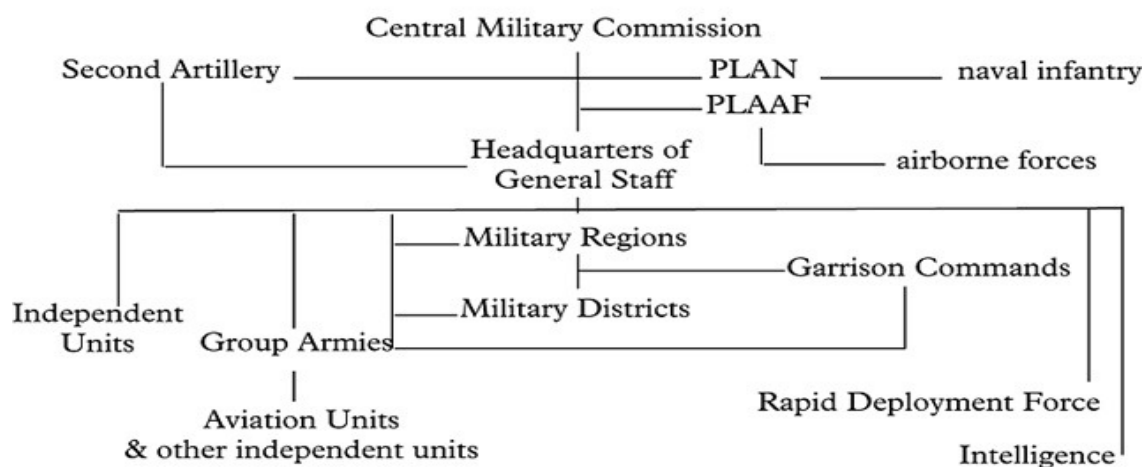 Central Military Commission
Second Artillery
PLAN
naval infantry
PLAAF
Headquarters of
General Staff
airborne forces
Military Regions
Garrison Commands
Independent
Units
Military Districts
Group Armies
Rapid Deployment Force
Aviation Units
& other independent units
Intelligence